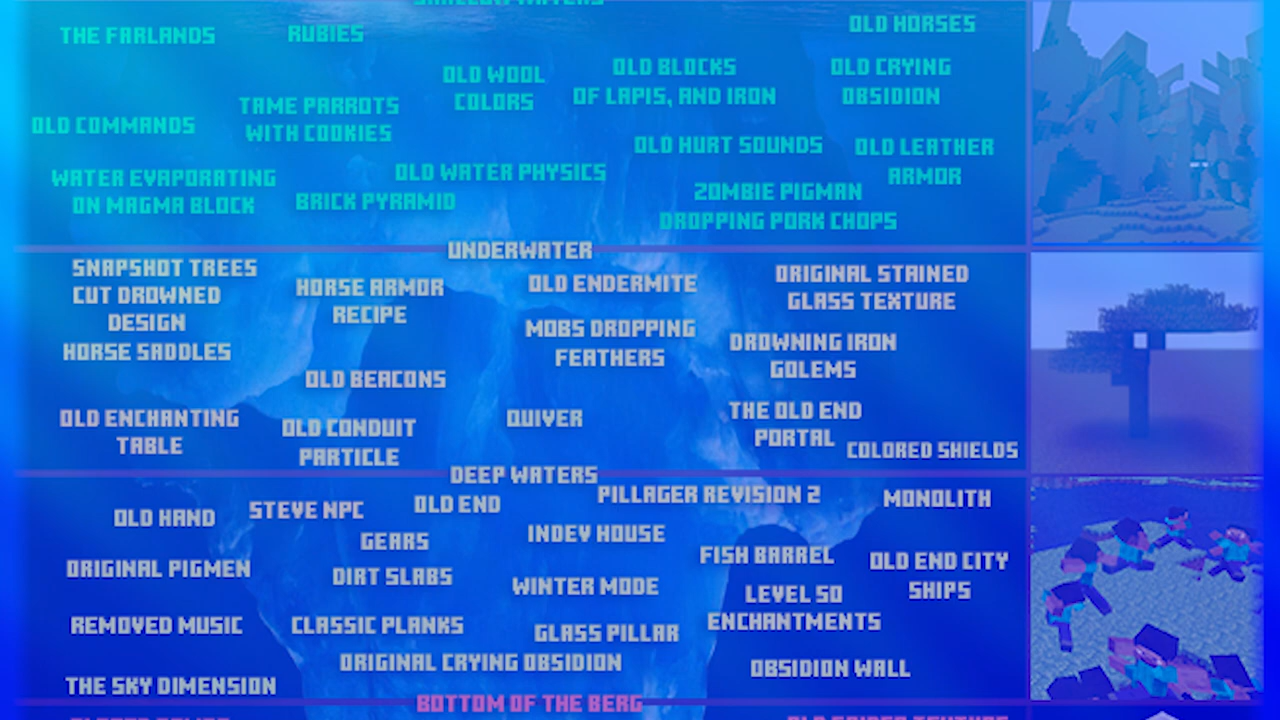 SHALLOW WATERS
THE FARLANDS
RUBIES
OLD HORSES
OLD WOOL
COLORS
OLD BLOCKS
OF LAPIS, AND IRON
OLD CRYING
OBSIDION
TAME PARROTS
WITH COOKIES
OLD COMMANDS
OLD HURT SOUNDS
OLD LEATHER
ARMOR
WATER EVAPORATING
ON MAGMA BLOCK
OLD WATER PHYSICS
BRICK PYRAMID
ZOMBIE PIGMAN
DROPPING PORK CHOPS
UNDERWATER
SNAPSHOT TREES
CUT DROWNED
DESIGN
HORSE SADDLES
HORSE ARMOR
RECIPE
OLD ENDERMITE
ORIGINAL STAINED
GLASS TEXTURE
MOBS DROPPING
FEATHERS
DROWNING IRON
GOLEMS
OLD BEACONS
OLD ENCHANTING
TABLE
OLD CONDUIT
PARTICLE
QUIVER
THE OLD END
PORTAL
COLORED SHIELDS
DEEP WATERS
OLD HAND
STEVE NPC
OLD END
PILLAGER REVISION 2
MONOLITH
GEARS
INDEV HOUSE
FISH BARREL
OLD END CITY
SHIPS
ORIGINAL PIGMEN
DIRT SLABS
WINTER MODE
LEVEL 50
ENCHANTMENTS
REMOVED MUSIC
CLASSIC PLANKS
GLASS PILLAR
ORIGINAL CRYING OBSIDION
OBSIDION WALL
THE SKY DIMENSION
BOTTOM OF THE BERG
OLD SPIDER TEXTURE